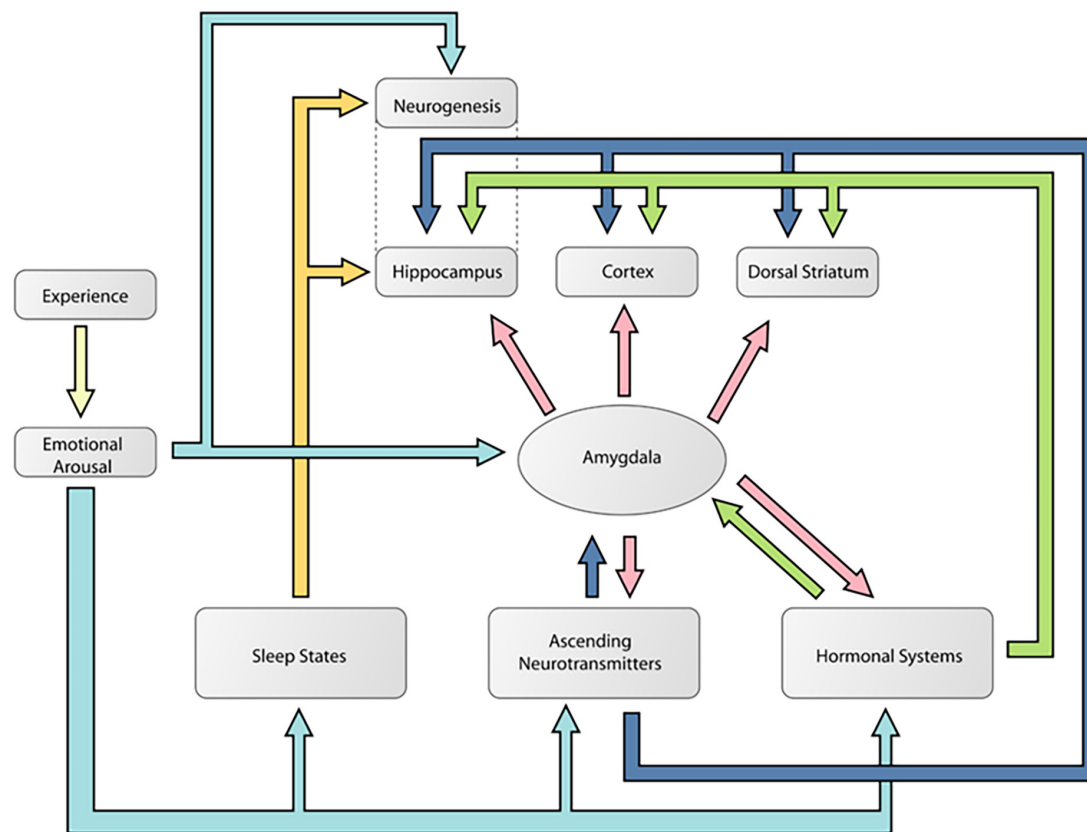 Neurogenesis
Hippocampus
Cortex
Dorsal Striatum
Experience
Emotional
Arousal
Amygdala
Sleep States
Ascending
Neurotransmitters
Hormonal Systems